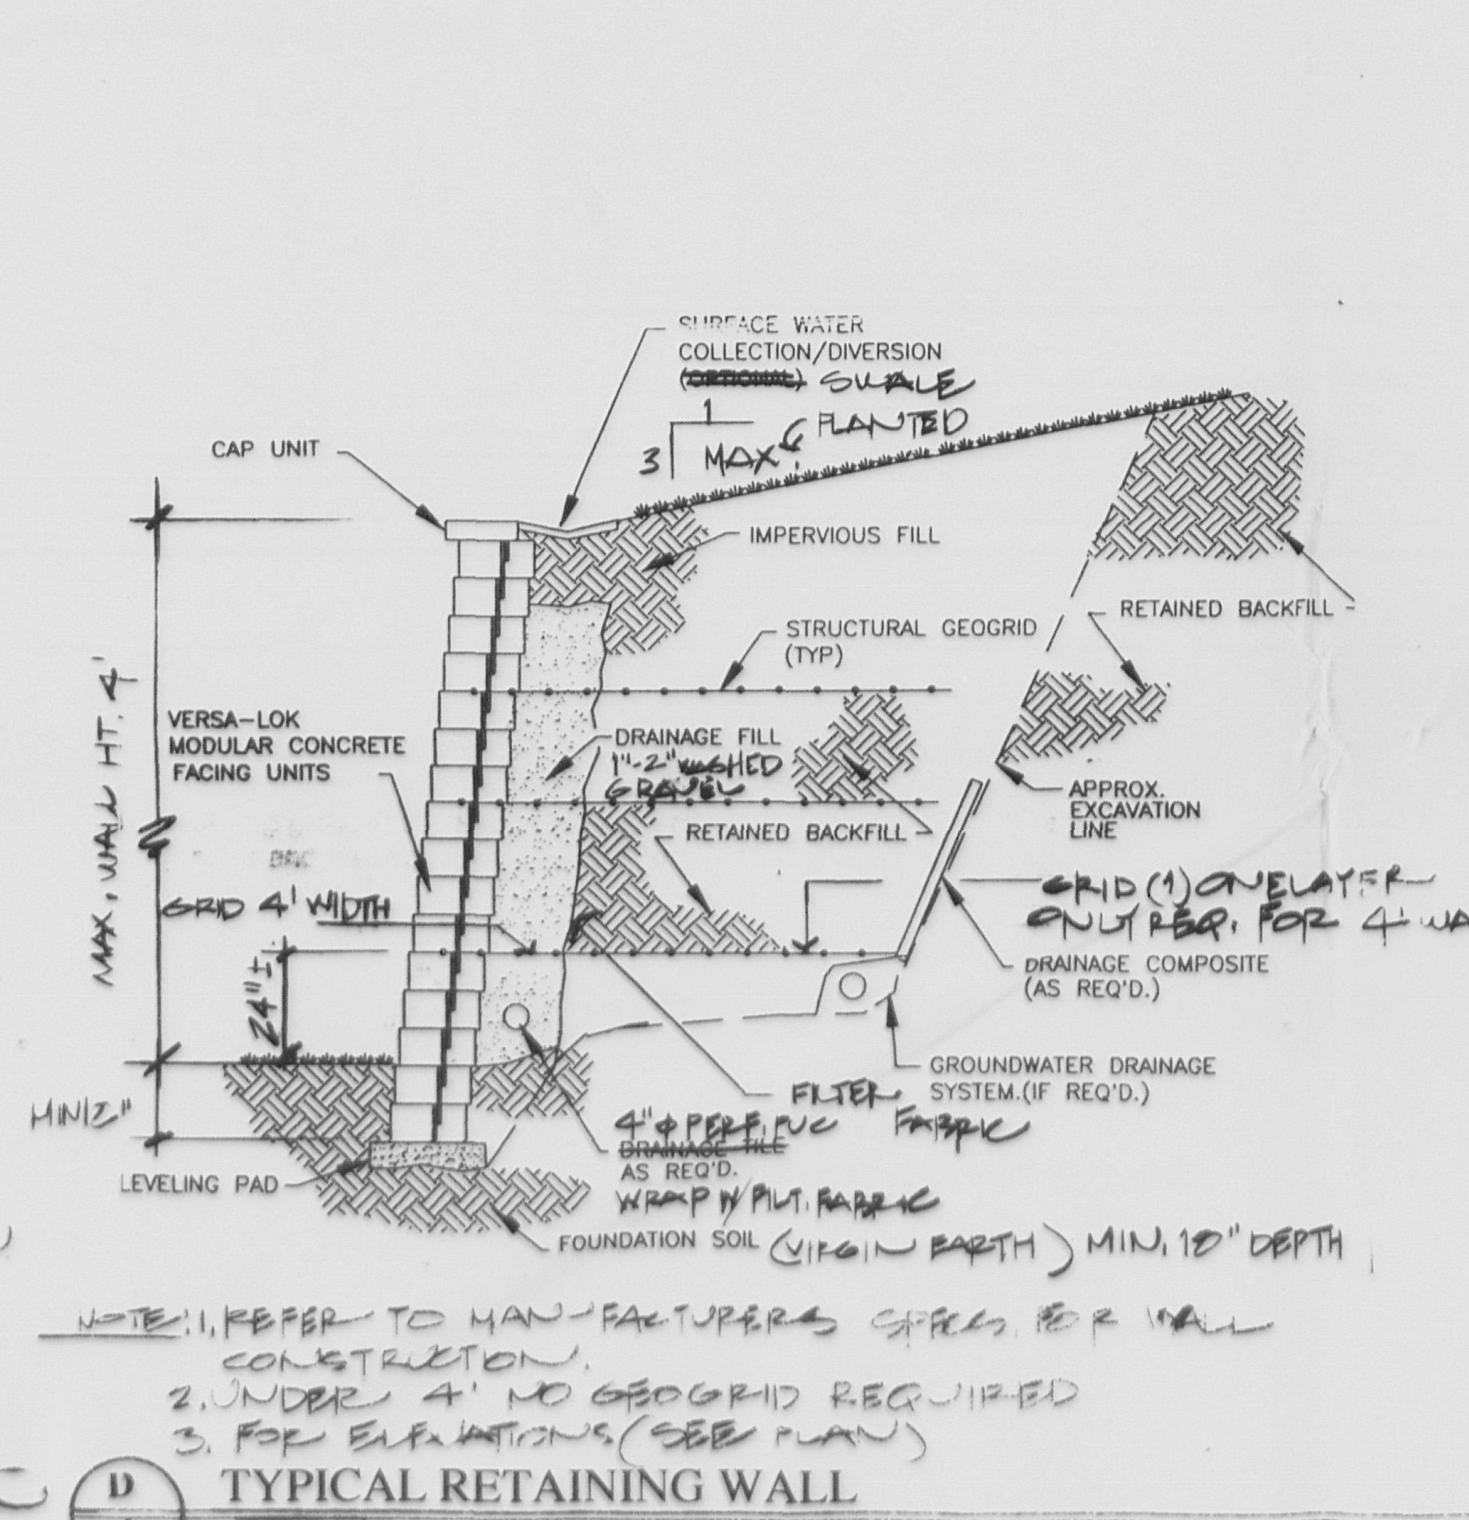 SURFACE WATER
COLLECTION/DIVERSION
(OPTIONAL) SWALE
1
3 MAX PLANTED
CAP UNIT
IMPERVIOUS FILL
RETAINED BACKFILL
STRUCTURAL GEOGRID
(TYP)
MAX. WALL HT. 4'
VERSA-LOK
MODULAR CONCRETE
FACING UNITS
DRAINAGE FILL
1"-2" WASHED
GRAVEL
APPROX.
EXCAVATION
LINE
RETAINED BACKFILL
GRID 4' WIDTH
GRID (1) ONE LAYER
ONLY REQ. FOR 4' WA
24" ±
DRAINAGE COMPOSITE
(AS REQ'D.)
GROUNDWATER DRAINAGE
SYSTEM.(IF REQ'D.)
FILTER
FABRIC
4"⌀ PERF. PVC
DRAINAGE TILE
AS REQ'D.
WRAP W/ FILT. FABRIC
LEVELING PAD
FOUNDATION SOIL (VIRGIN EARTH) MIN. 18" DEPTH
NOTE: 1. REFER TO MANUFACTURERS SPECS. FOR WALL
CONSTRUCTION.
2. UNDER 4' NO GEOGRID REQUIRED
3. FOR ELEVATIONS (SEE PLAN)
D
TYPICAL RETAINING WALL